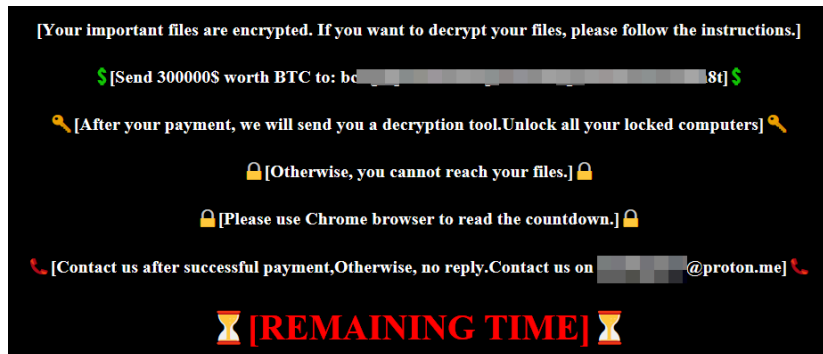 [Your important files are encrypted. If you want to decrypt your files, please follow the instructions.]
$[Send 300000$ worth BTC to: bc 8t]$
[After your payment, we will send you a decryption tool.Unlock all your locked computers]
[Otherwise, you cannot reach your files.]
[Please use Chrome browser to read the countdown.]
[Contact us after successful payment,Otherwise, no reply.Contact us on @proton.me]
[REMAINING TIME]